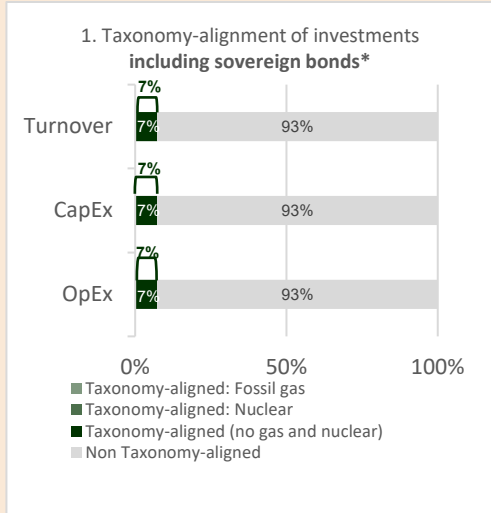 1. Taxonomy-alignment of investments
including sovereign bonds*
7%
Turnover 7% 93%
7%
CapEx 7% 93%
7%
OpEx 7% 93%
0% 50% 100%
Taxonomy-aligned: Fossil gas
Taxonomy-aligned: Nuclear
Taxonomy-aligned (no gas and nuclear)
Non Taxonomy-aligned